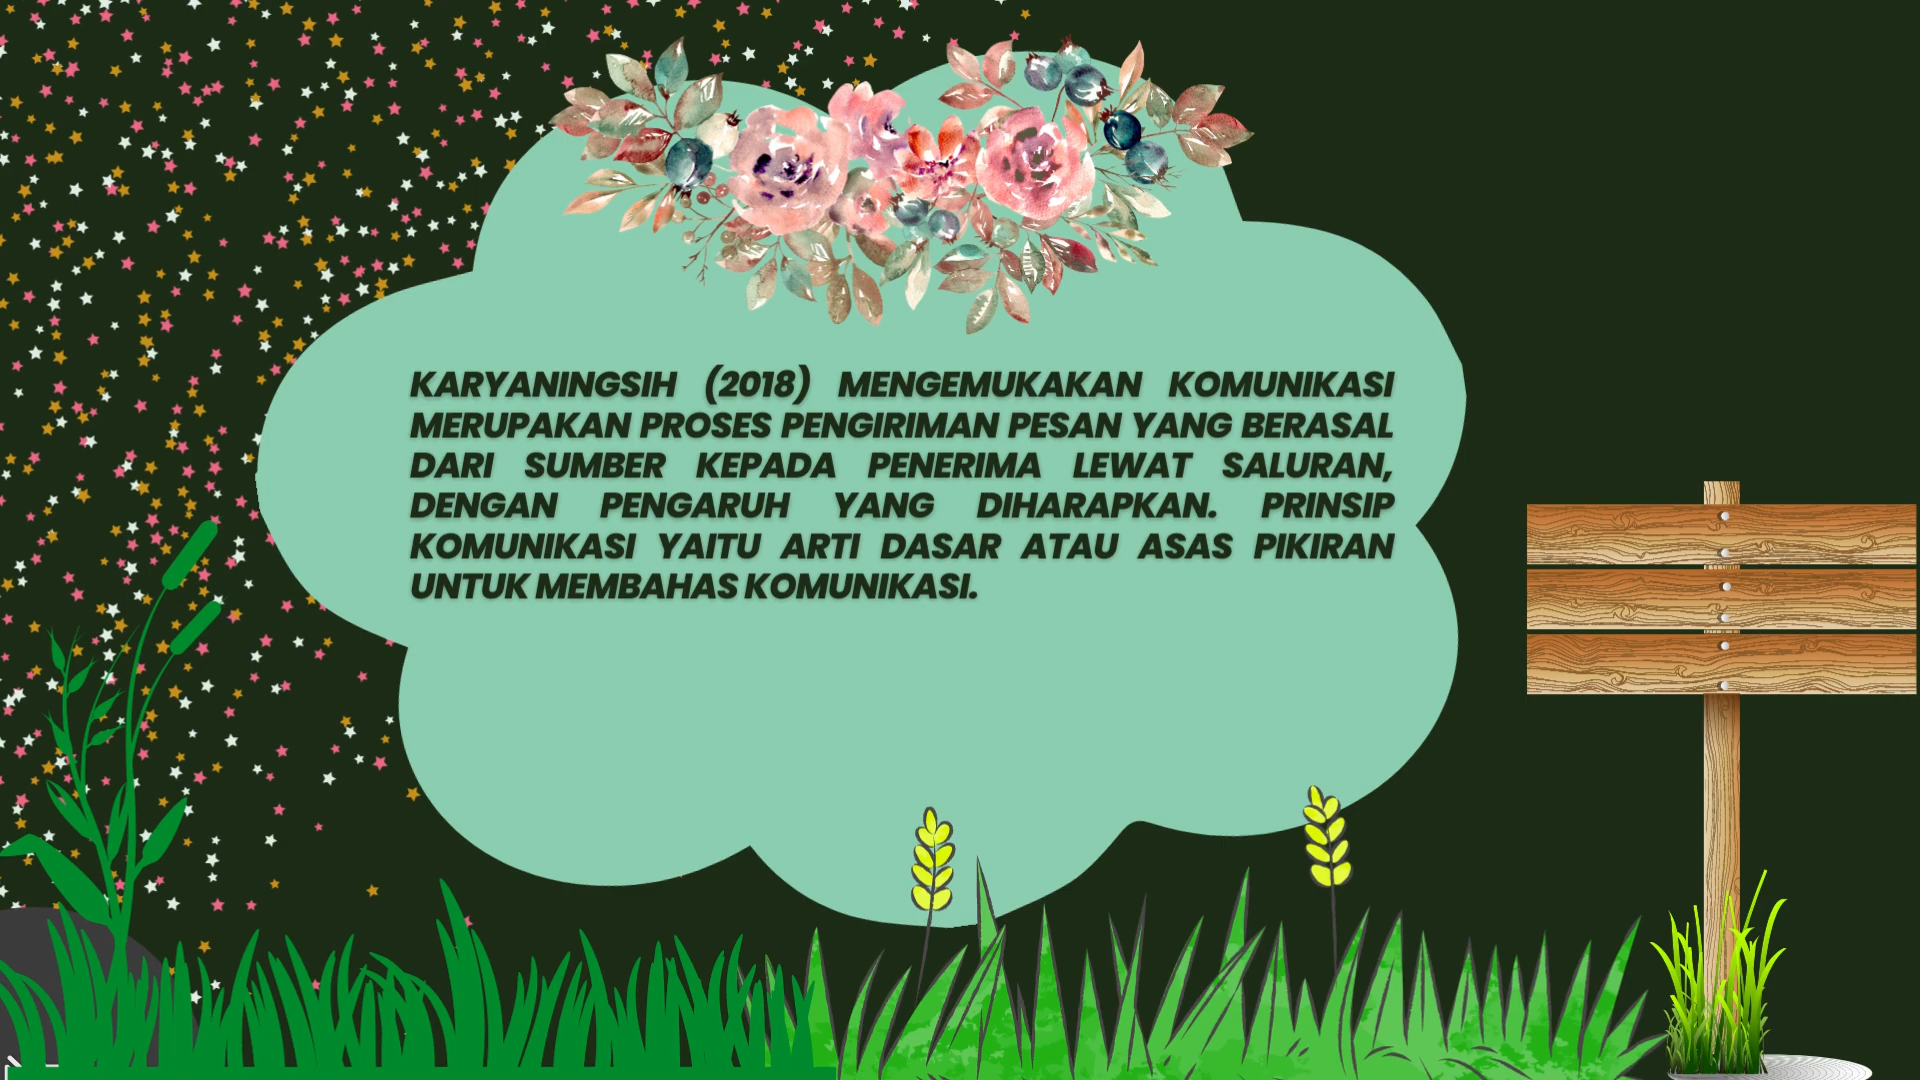 KARYANINGSIH (2018) MENGEMUKAKAN KOMUNIKASI
MERUPAKAN PROSES PENGIRIMAN PESAN YANG BERASAL
DARI SUMBER KEPADA PENERIMA LEWAT SALURAN,
DENGAN PENGARUH YANG DIHARAPKAN. PRINSIP
KOMUNIKASI YAITU ARTI DASAR ATAU ASAS PIKIRAN
UNTUK MEMBAHAS KOMUNIKASI.